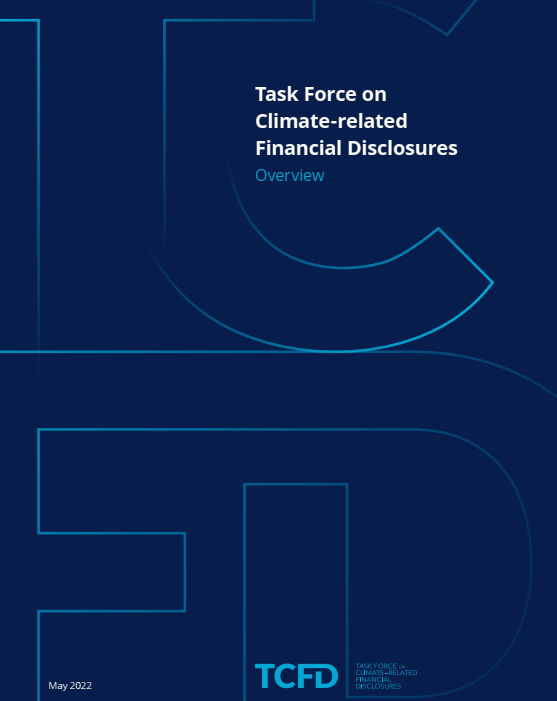 Task Force on
Climate-related
Financial Disclosures
Overview
May 2022
TCFD
TASK FORCE ON
CLIMATE-RELATED
FINANCIAL
DISCLOSURES